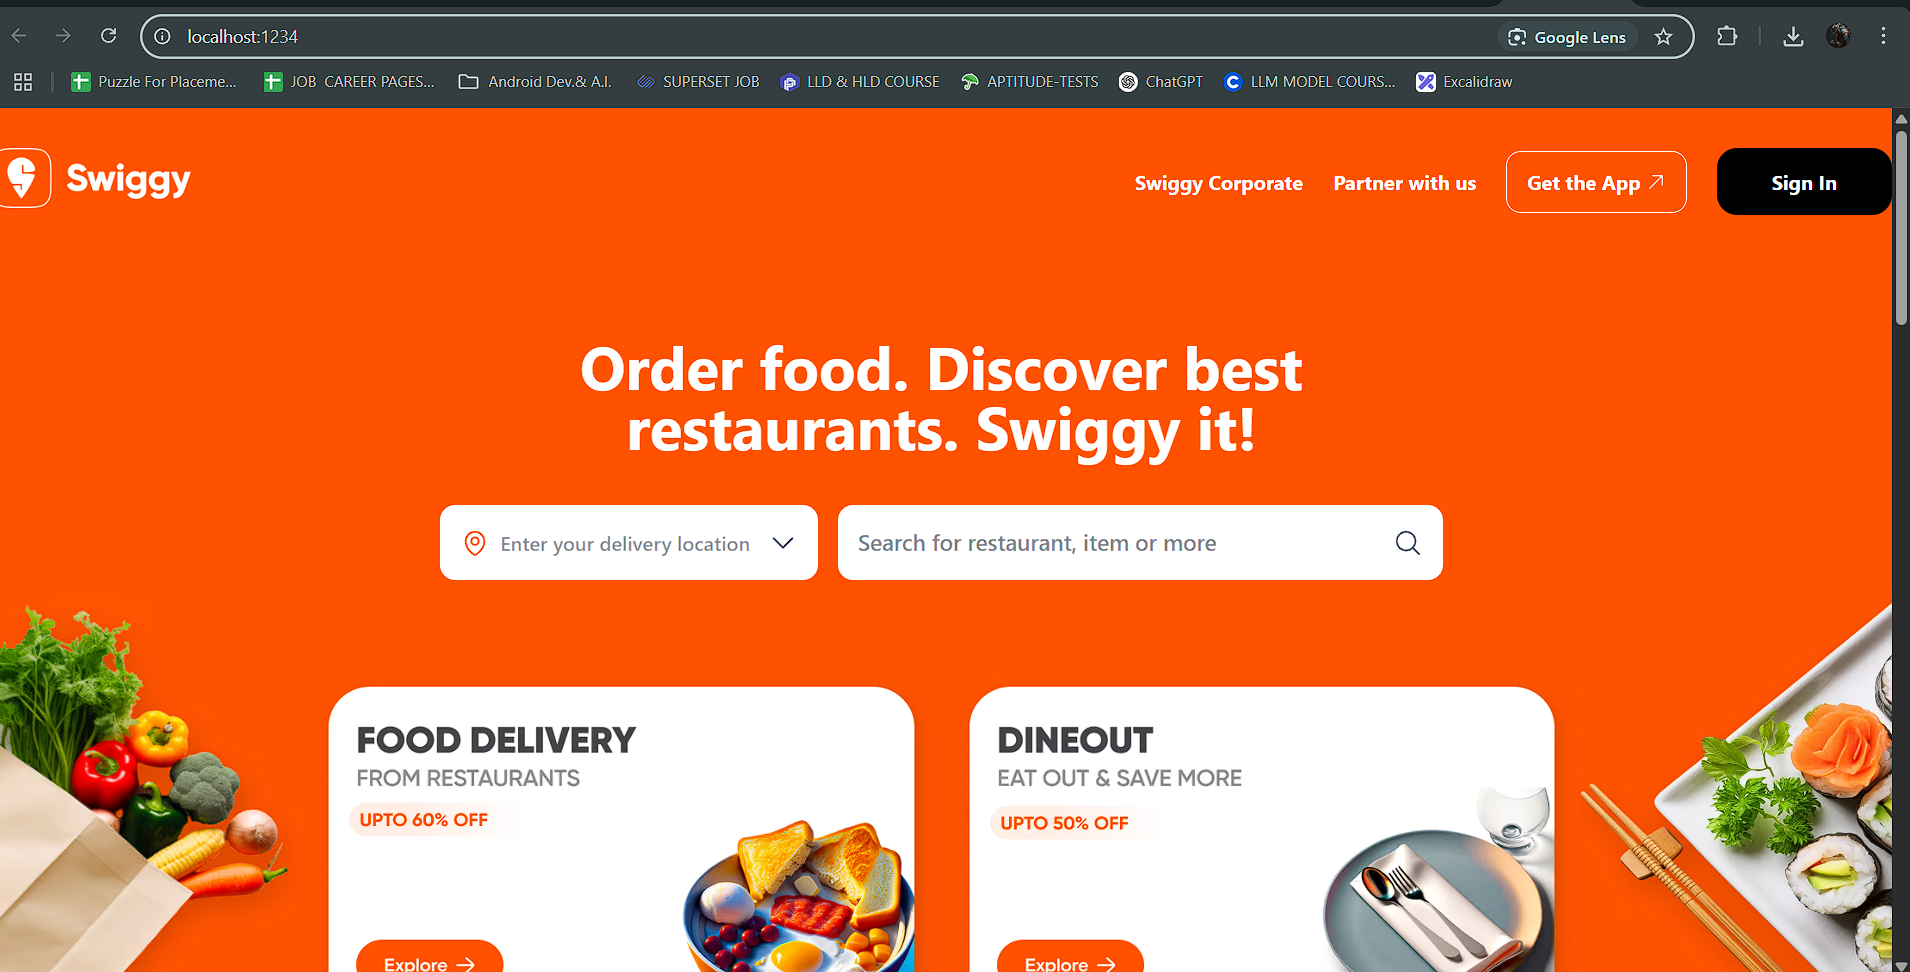 localhost:1234
Google Lens
Puzzle For Placeme...
JOB CAREER PAGES...
Android Dev.& A.I.
SUPERSET JOB
LLD & HLD COURSE
APTITUDE-TESTS
ChatGPT
LLM MODEL COURS...
Excalidraw
Swiggy
Swiggy Corporate
Partner with us
Get the App
Sign In
Order food. Discover best
restaurants. Swiggy it!
Enter your delivery location
Search for restaurant, item or more
FOOD DELIVERY
FROM RESTAURANTS
UPTO 60% OFF
Explore
DINEOUT
EAT OUT & SAVE MORE
UPTO 50% OFF
Explore